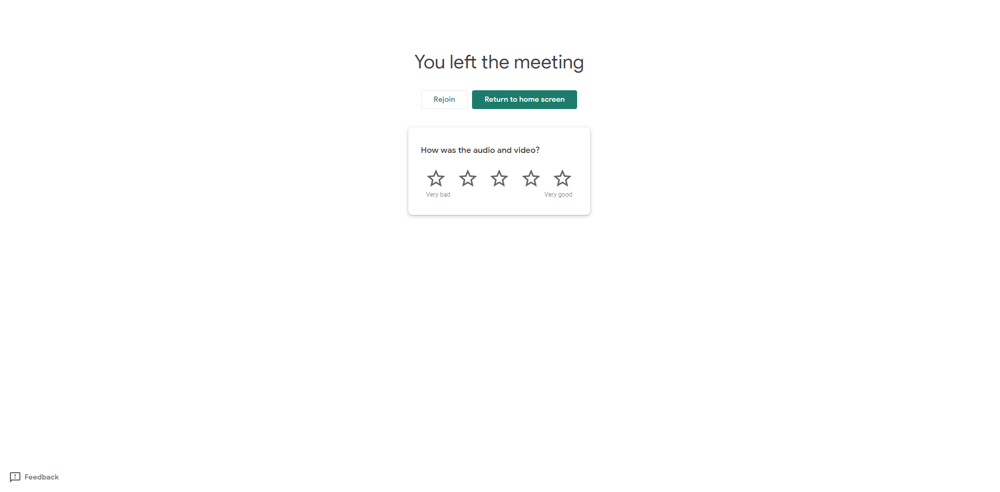 You left the meeting
Rejoin
Return to home screen
How was the audio and video?
Very bad
Very good
Feedback